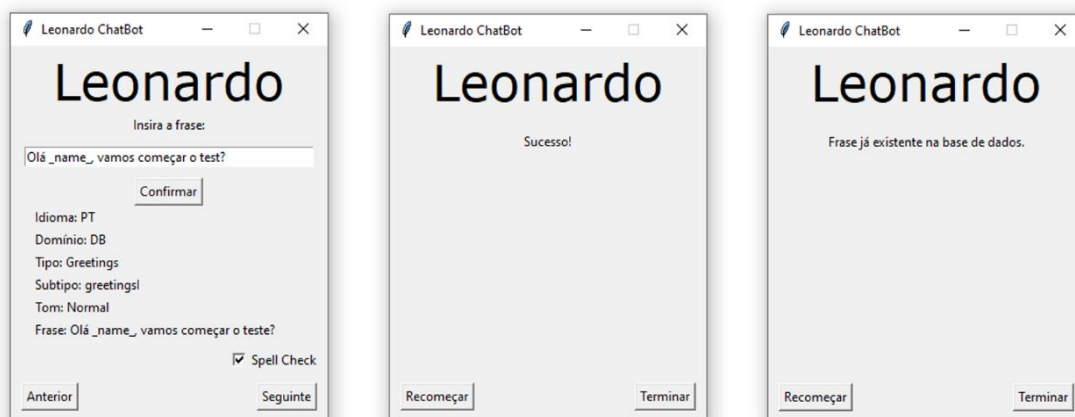 Leonardo ChatBot
Leonardo
Insira a frase:
Olá _name_, vamos começar o test?
Confirmar
Idioma: PT
Domínio: DB
Tipo: Greetings
Subtipo: greetingsI
Tom: Normal
Frase: Olá _name_, vamos começar o teste?
Spell Check
Anterior
Seguinte
Leonardo ChatBot
Leonardo
Sucesso!
Recomeçar
Terminar
Leonardo ChatBot
Leonardo
Frase já existente na base de dados.
Recomeçar
Terminar